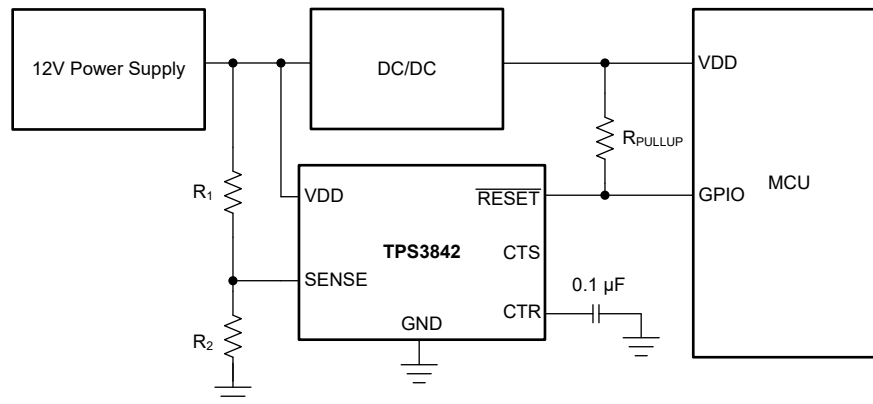 12V Power Supply
DC/DC
VDD
RPULLUP
MCU
R1
VDD
RESET
GPIO
TPS3842
CTS
SENSE
0.1 µF
CTR
GND
R2